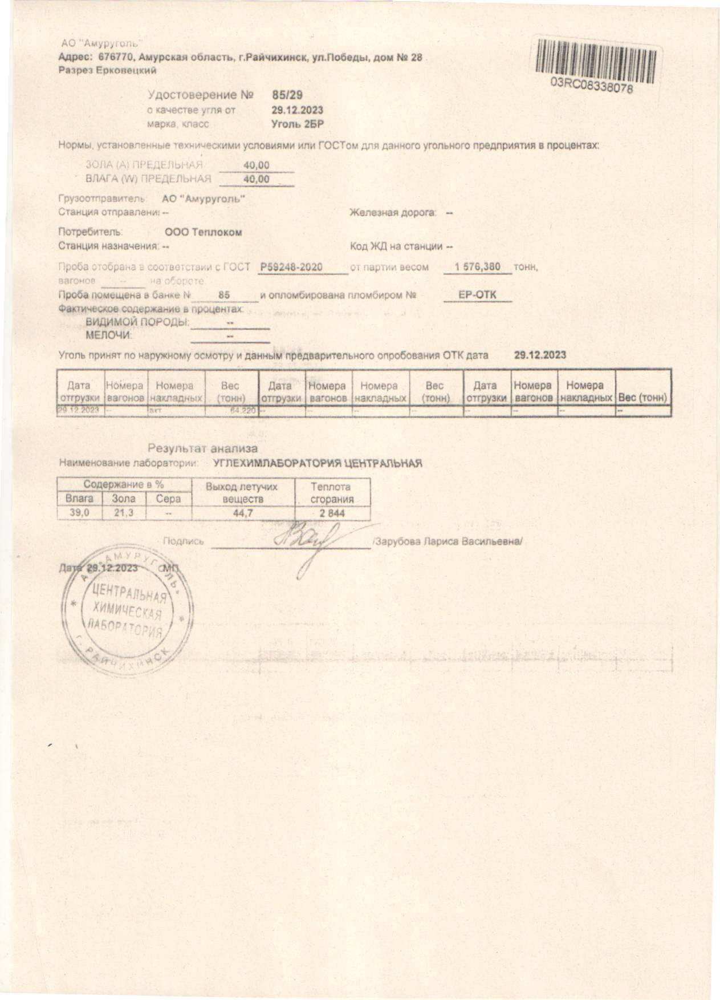 АО "Амуруголь"
Адрес: 676770, Амурская область, г.Райчихинск, ул.Победы, дом № 28
Разрез Ерковецкий
03RC08338078
Удостоверение № 85/29
о качестве угля от 29.12.2023
марка, класс Уголь 2БР
Нормы, установленные техническими условиями или ГОСТом для данного угольного предприятия в процентах:
ЗОЛА (А) ПРЕДЕЛЬНАЯ 40,00
ВЛАГА (W) ПРЕДЕЛЬНАЯ 40,00
Грузоотправитель: АО "Амуруголь"
Станция отправлени: -- Железная дорога: --
Потребитель: ООО Теплоком
Станция назначения: -- Код ЖД на станции --
Проба отобрана в соответствии с ГОСТ Р59248-2020 от партии весом 1 576,380 тонн,
вагонов -- на обороте
Проба помещена в банке № 85 и опломбирована пломбиром № ЕР-ОТК
Фактическое содержание в процентах:
ВИДИМОЙ ПОРОДЫ: --
МЕЛОЧИ: --
Уголь принят по наружному осмотру и данным предварительного опробования ОТК дата 29.12.2023
Дата Номера Номера Вес Дата Номера Номера Вес Дата Номера Номера
отгрузки вагонов накладных (тонн) отгрузки вагонов накладных (тонн) отгрузки вагонов накладных Вес (тонн)
29.12.2023 -- акт 64,220 -- -- -- -- -- -- -- --
Результат анализа
Наименование лаборатории: УГЛЕХИМЛАБОРАТОРИЯ ЦЕНТРАЛЬНАЯ
Содержание в % Выход летучих Теплота
Влага Зола Сера веществ сгорания
39,0 21,3 -- 44,7 2 844
Подпись /Зарубова Лариса Васильевна/
Дата 29.12.2023 МП
АО «АМУРУГОЛЬ»
ЦЕНТРАЛЬНАЯ
ХИМИЧЕСКАЯ
ЛАБОРАТОРИЯ
г. РАЙЧИХИНСК